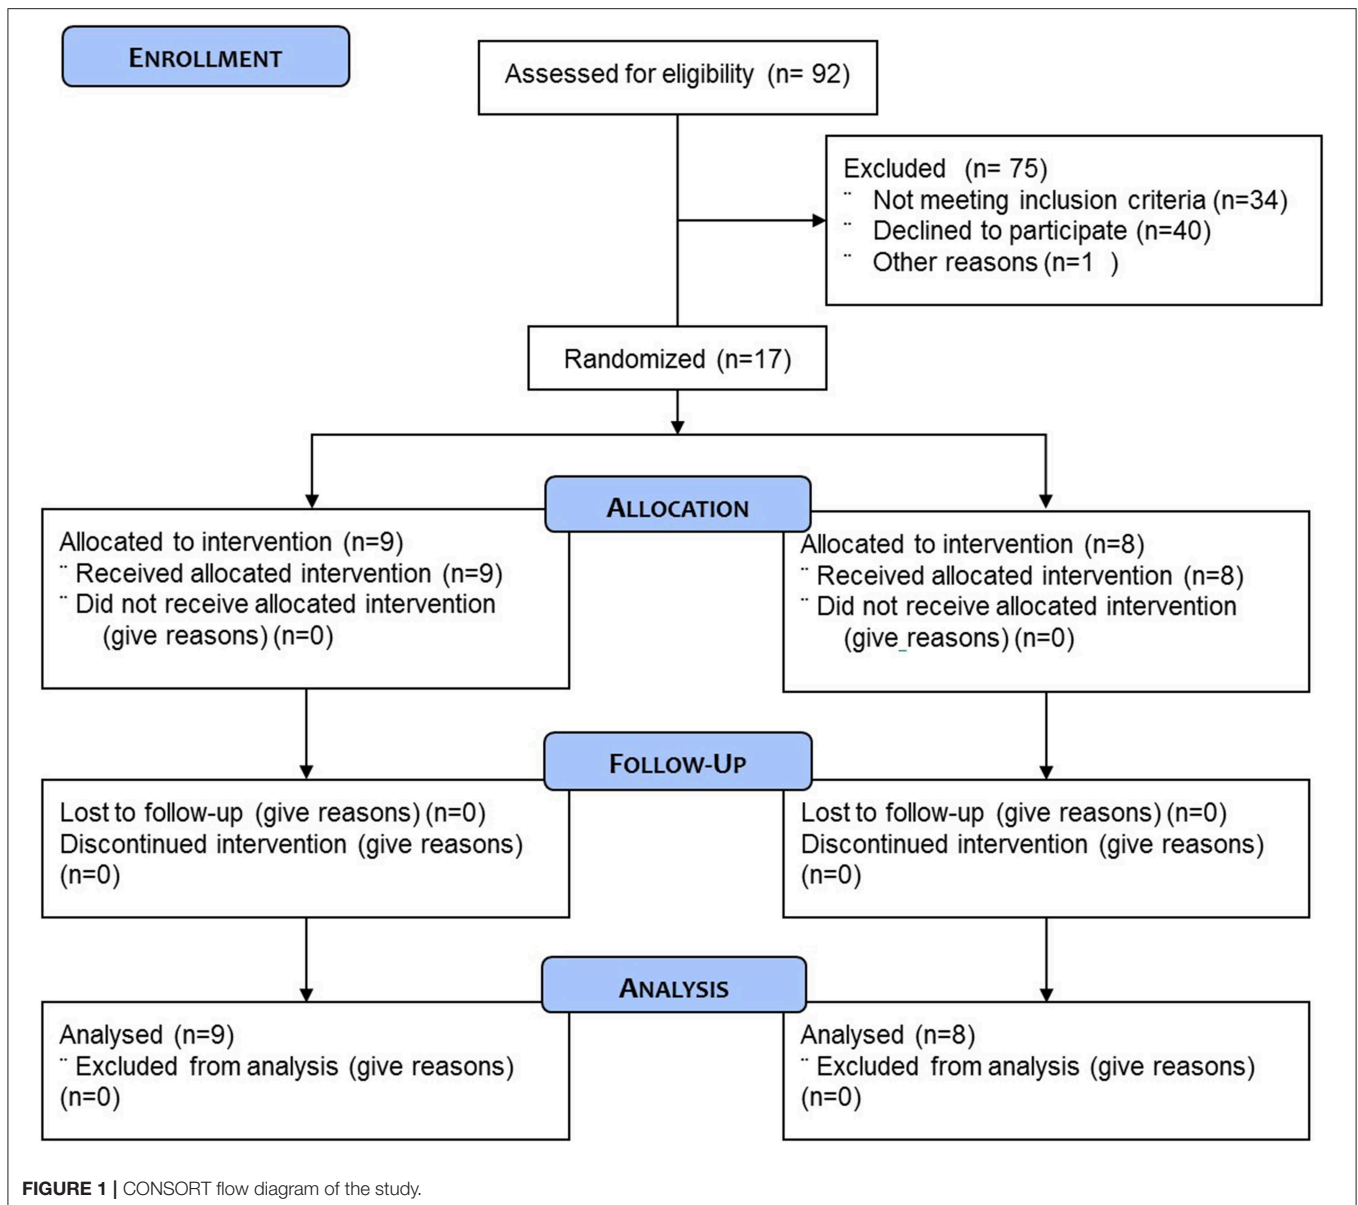 ENROLLMENT
Assessed for eligibility (n= 92)
Excluded (n= 75)
¨ Not meeting inclusion criteria (n=34)
¨ Declined to participate (n=40)
¨ Other reasons (n=1 )
Randomized (n=17)
ALLOCATION
Allocated to intervention (n=9)
¨ Received allocated intervention (n=9)
¨ Did not receive allocated intervention
(give reasons) (n=0)
Allocated to intervention (n=8)
¨ Received allocated intervention (n=8)
¨ Did not receive allocated intervention
(give reasons) (n=0)
FOLLOW-UP
Lost to follow-up (give reasons) (n=0)
Discontinued intervention (give reasons)
(n=0)
Lost to follow-up (give reasons) (n=0)
Discontinued intervention (give reasons)
(n=0)
ANALYSIS
Analysed (n=9)
¨ Excluded from analysis (give reasons)
(n=0)
Analysed (n=8)
¨ Excluded from analysis (give reasons)
(n=0)
FIGURE 1 | CONSORT flow diagram of the study.